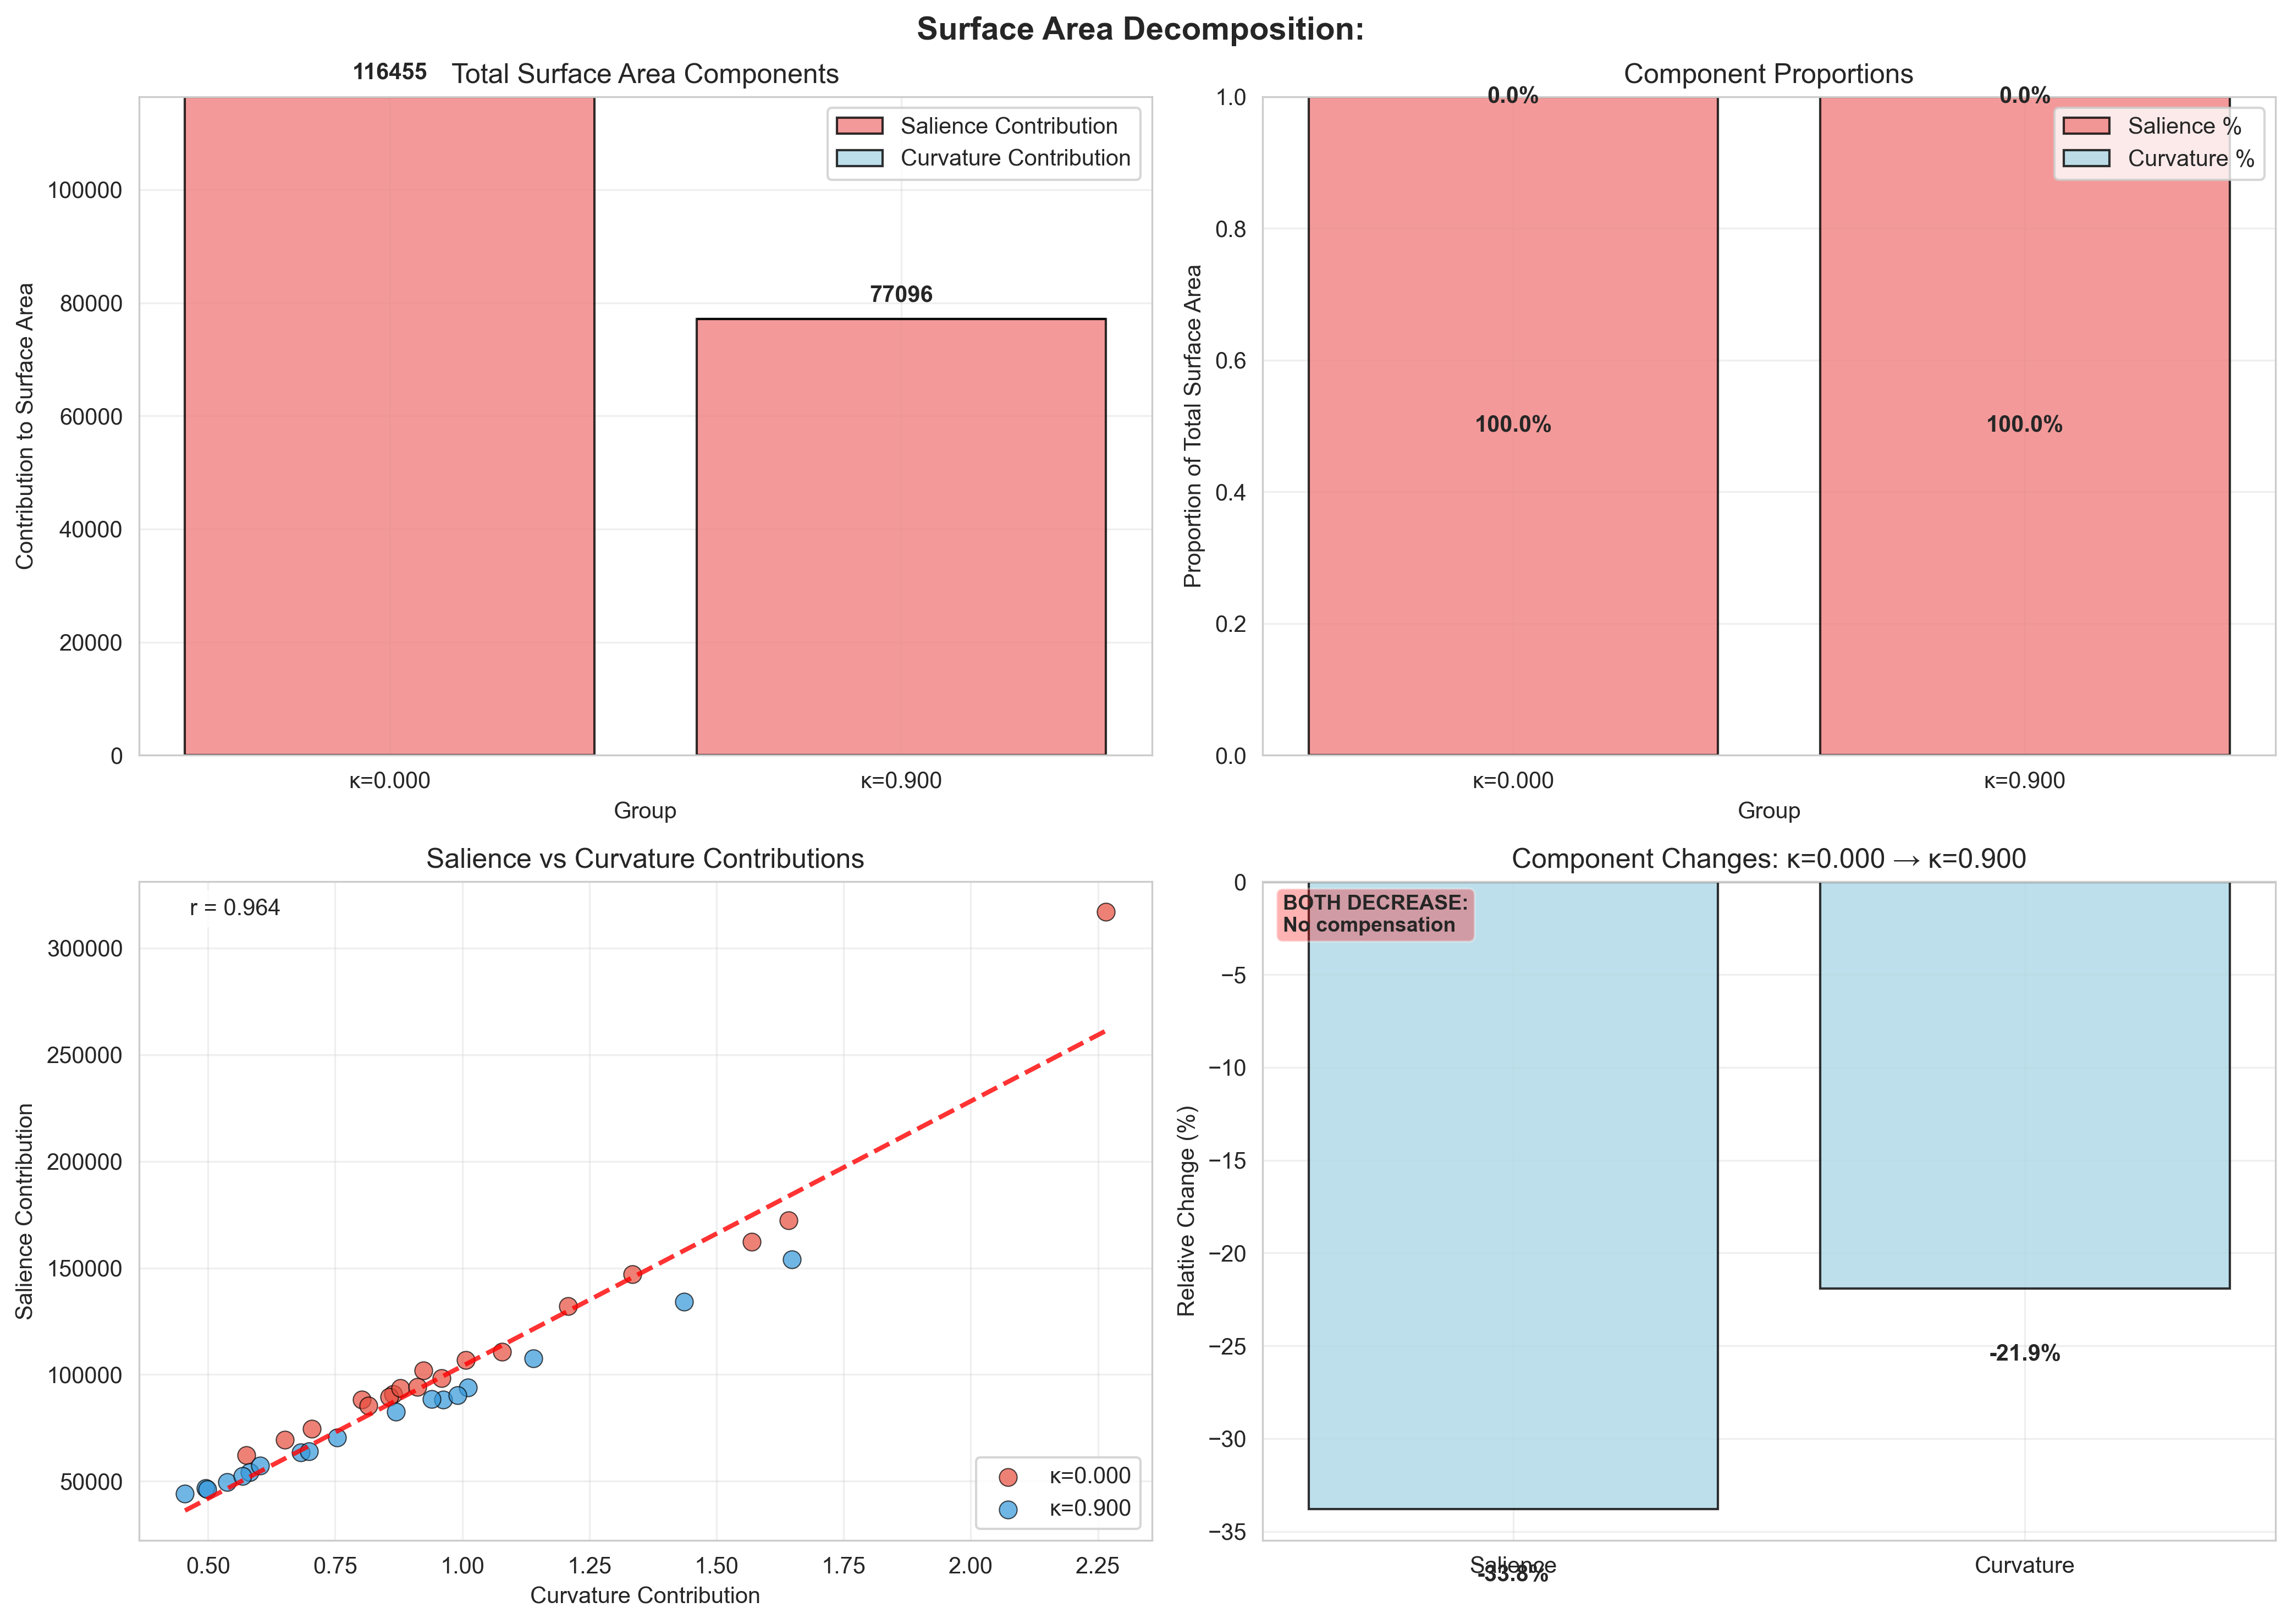 Surface Area Decomposition:
Total Surface Area Components
116455
77096
Salience Contribution
Curvature Contribution
Contribution to Surface Area
100000
80000
60000
40000
20000
0
κ=0.000
κ=0.900
Group
Component Proportions
0.0%
0.0%
Salience %
Curvature %
100.0%
100.0%
Proportion of Total Surface Area
1.0
0.8
0.6
0.4
0.2
0.0
κ=0.000
κ=0.900
Group
Salience vs Curvature Contributions
r = 0.964
Salience Contribution
300000
250000
200000
150000
100000
50000
κ=0.000
κ=0.900
0.50
0.75
1.00
1.25
1.50
1.75
2.00
2.25
Curvature Contribution
Component Changes: κ=0.000 → κ=0.900
BOTH DECREASE:
No compensation
Relative Change (%)
0
−5
−10
−15
−20
−25
−30
−35
-21.9%
Salience
-33.8%
Curvature